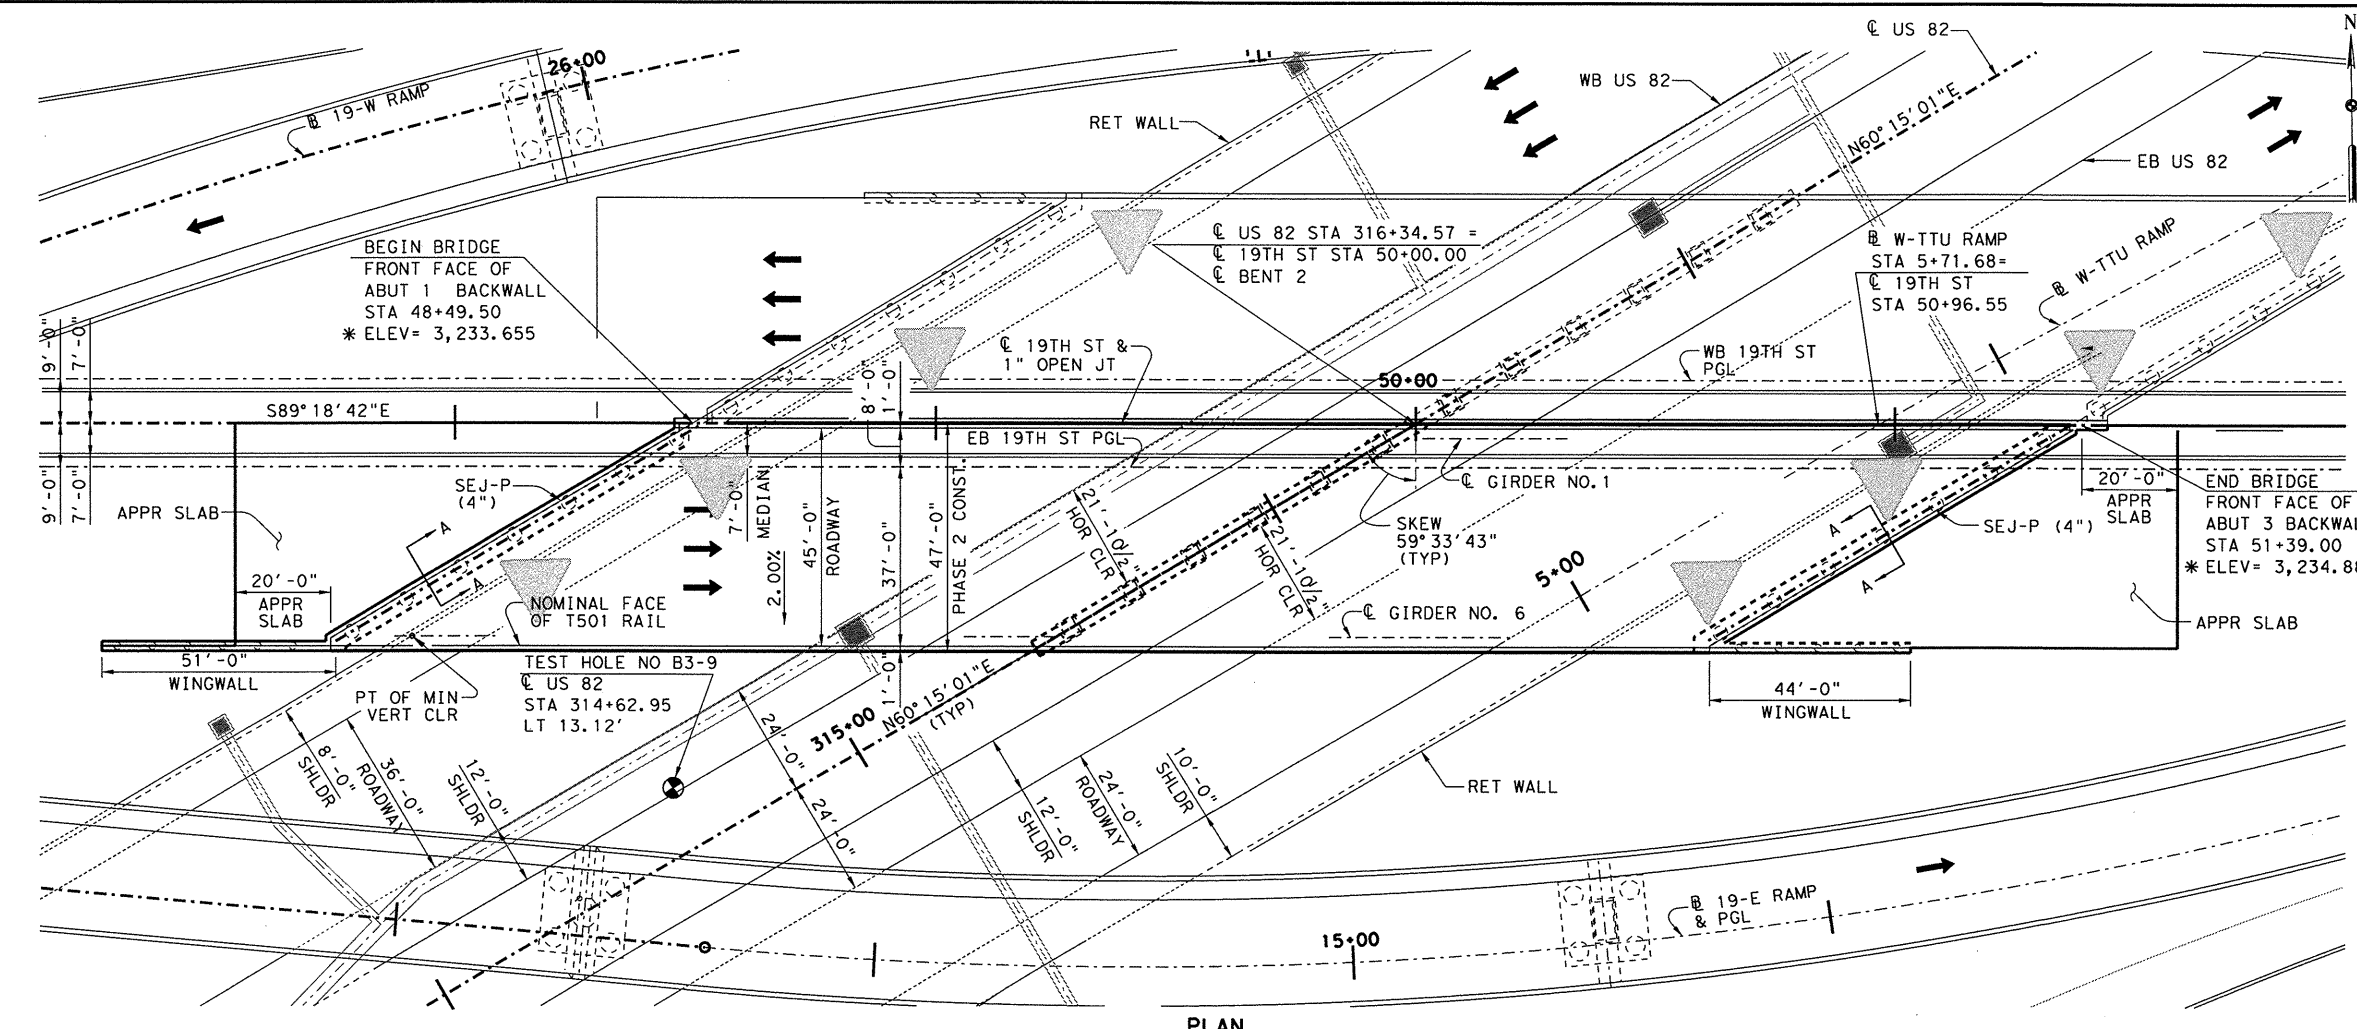 N
℄ US 82
26+00
WB US 82
℄ 19-W RAMP
RET WALL
N60°15'01"E
EB US 82
BEGIN BRIDGE
FRONT FACE OF
ABUT 1 BACKWALL
STA 48+49.50
* ELEV= 3,233.655
℄ US 82 STA 316+34.57 =
℄ 19TH ST STA 50+00.00
℄ BENT 2
℄ W-TTU RAMP
STA 5+71.68=
℄ 19TH ST
STA 50+96.55
℄ W-TTU RAMP
9'-0"
7'-0"
℄ 19TH ST &
1" OPEN JT
8'-0"
1'-0"
WB 19TH ST
PGL
50+00
S89°18'42"E
EB 19TH ST PGL
9'-0"
7'-0"
APPR SLAB
SEJ-P
(4")
A
A
7'-0"
MEDIAN
2.00%
45'-0"
ROADWAY
37'-0"
47'-0"
PHASE 2 CONST.
21'-10½"
HOR CLR
℄ GIRDER NO.1
SKEW
59°33'43"
(TYP)
21'-10½"
HOR CLR
5+00
A
A
SEJ-P (4")
20'-0"
APPR
SLAB
END BRIDGE
FRONT FACE OF
ABUT 3
STA 51+39.00
* ELEV=
20'-0"
APPR
SLAB
NOMINAL FACE
OF T501 RAIL
℄ GIRDER NO. 6
APPR SLAB
51'-0"
WINGWALL
PT OF MIN
VERT CLR
TEST HOLE NO B3-9
℄ US 82
STA 314+62.95
LT 13.12'
1'-0"
N60°15'01"E
(TYP)
315+00
44'-0"
WINGWALL
8'-0"
SHLDR
36'-0"
ROADWAY
12'-0"
SHLDR
24'-0"
24'-0"
12'-0"
SHLDR
24'-0"
ROADWAY
10'-0"
SHLDR
RET WALL
15+00
℄ 19-E RAMP
& PGL
PLAN